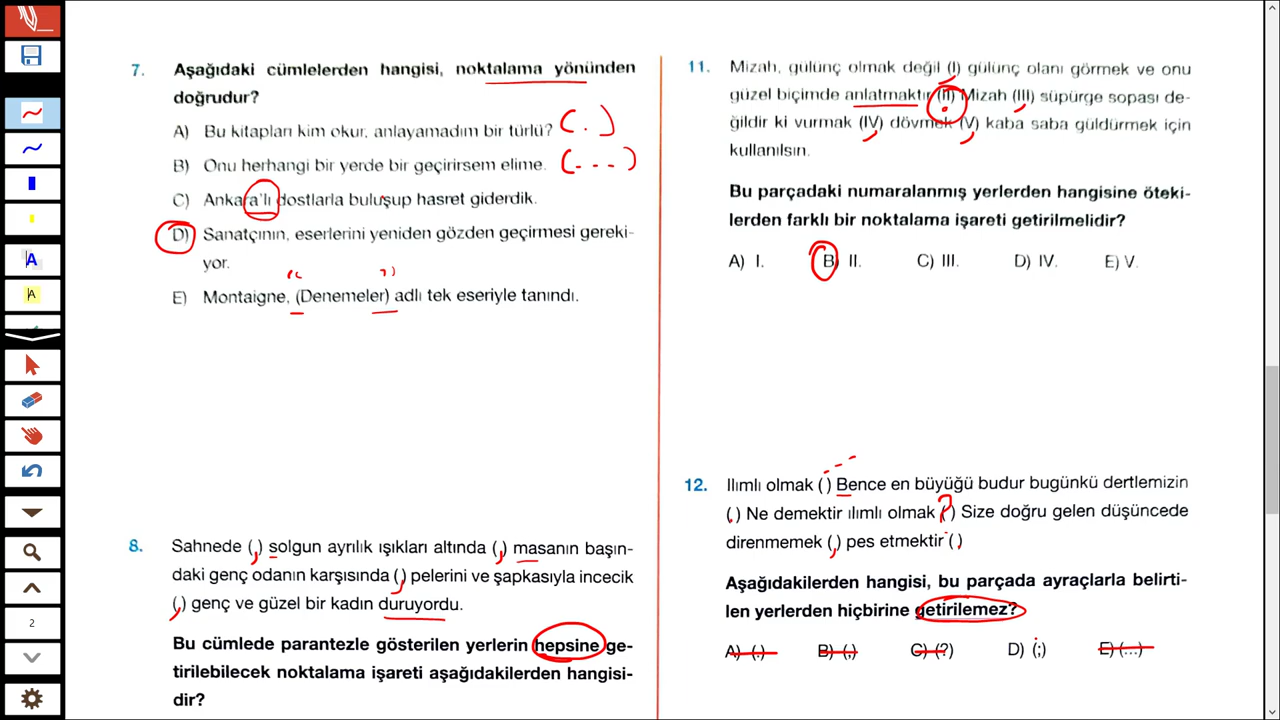 7. Aşağıdaki cümlelerden hangisi, noktalama yönünden
doğrudur?
A) Bu kitapları kim okur, anlayamadım bir türlü? (.)
B) Onu herhangi bir yerde bir geçirirsem elime. (...)
C) Ankara'lı dostlarla buluşup hasret giderdik.
D) Sanatçının, eserlerini yeniden gözden geçirmesi gereki-
yor.
E) Montaigne, (Denemeler) adlı tek eseriyle tanındı.
8. Sahnede (,) solgun ayrılık ışıkları altında (,) masanın başın-
daki genç odanın karşısında (,) pelerini ve şapkasıyla incecik
(,) genç ve güzel bir kadın duruyordu.
Bu cümlede parantezle gösterilen yerlerin hepsine ge-
tirilebilecek noktalama işareti aşağıdakilerden hangisi-
dir?
11. Mizah, gülünç olmak değil (I) gülünç olanı görmek ve onu
güzel biçimde anlatmaktır (II) Mizah (III) süpürge sopası de-
ğildir ki vurmak (IV) dövmek (V) kaba saba güldürmek için
kullanılsın.
Bu parçadaki numaralanmış yerlerden hangisine öteki-
lerden farklı bir noktalama işareti getirilmelidir?
A) I. B) II. C) III. D) IV. E) V.
12. Ilımlı olmak () Bence en büyüğü budur bugünkü dertlemizin
(.) Ne demektir ılımlı olmak (?) Size doğru gelen düşüncede
direnmemek (,) pes etmektir (.)
Aşağıdakilerden hangisi, bu parçada ayraçlarla belirti-
len yerlerden hiçbirine getirilemez?
A) (.) B) (,) C) (?) D) (;) E) (...)
A
A
2